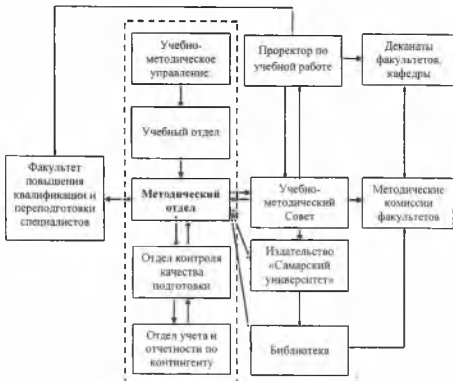 Учебно-
методическое
управление
Проректор по
учебной работе
Деканаты
факультетов,
кафедры
Учебный отдел
Факультет
повышения
квалификации и
переподготовки
специалистов
Методический
отдел
Учебно-
методический
Совет
Методические
комиссии
факультетов
Отдел контроля
качества
подготовки
Издательство
«Самарский
университет»
Отдел учета и
отчетности по
контингенту
Библиотека